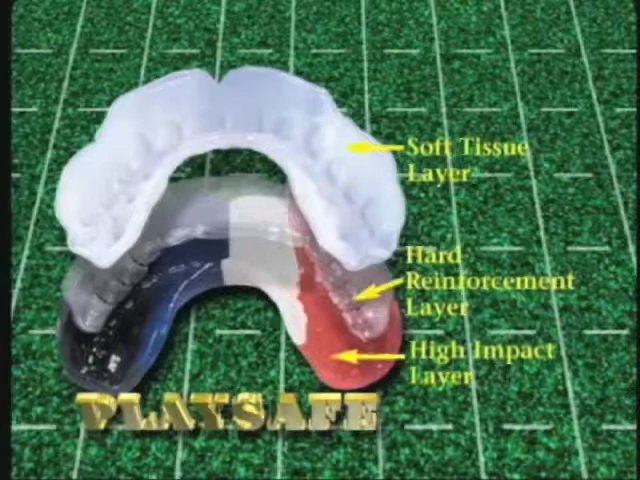 Soft Tissue
Layer
Hard
Reinforcement
Layer
High Impact
Layer
PLAYSAFE